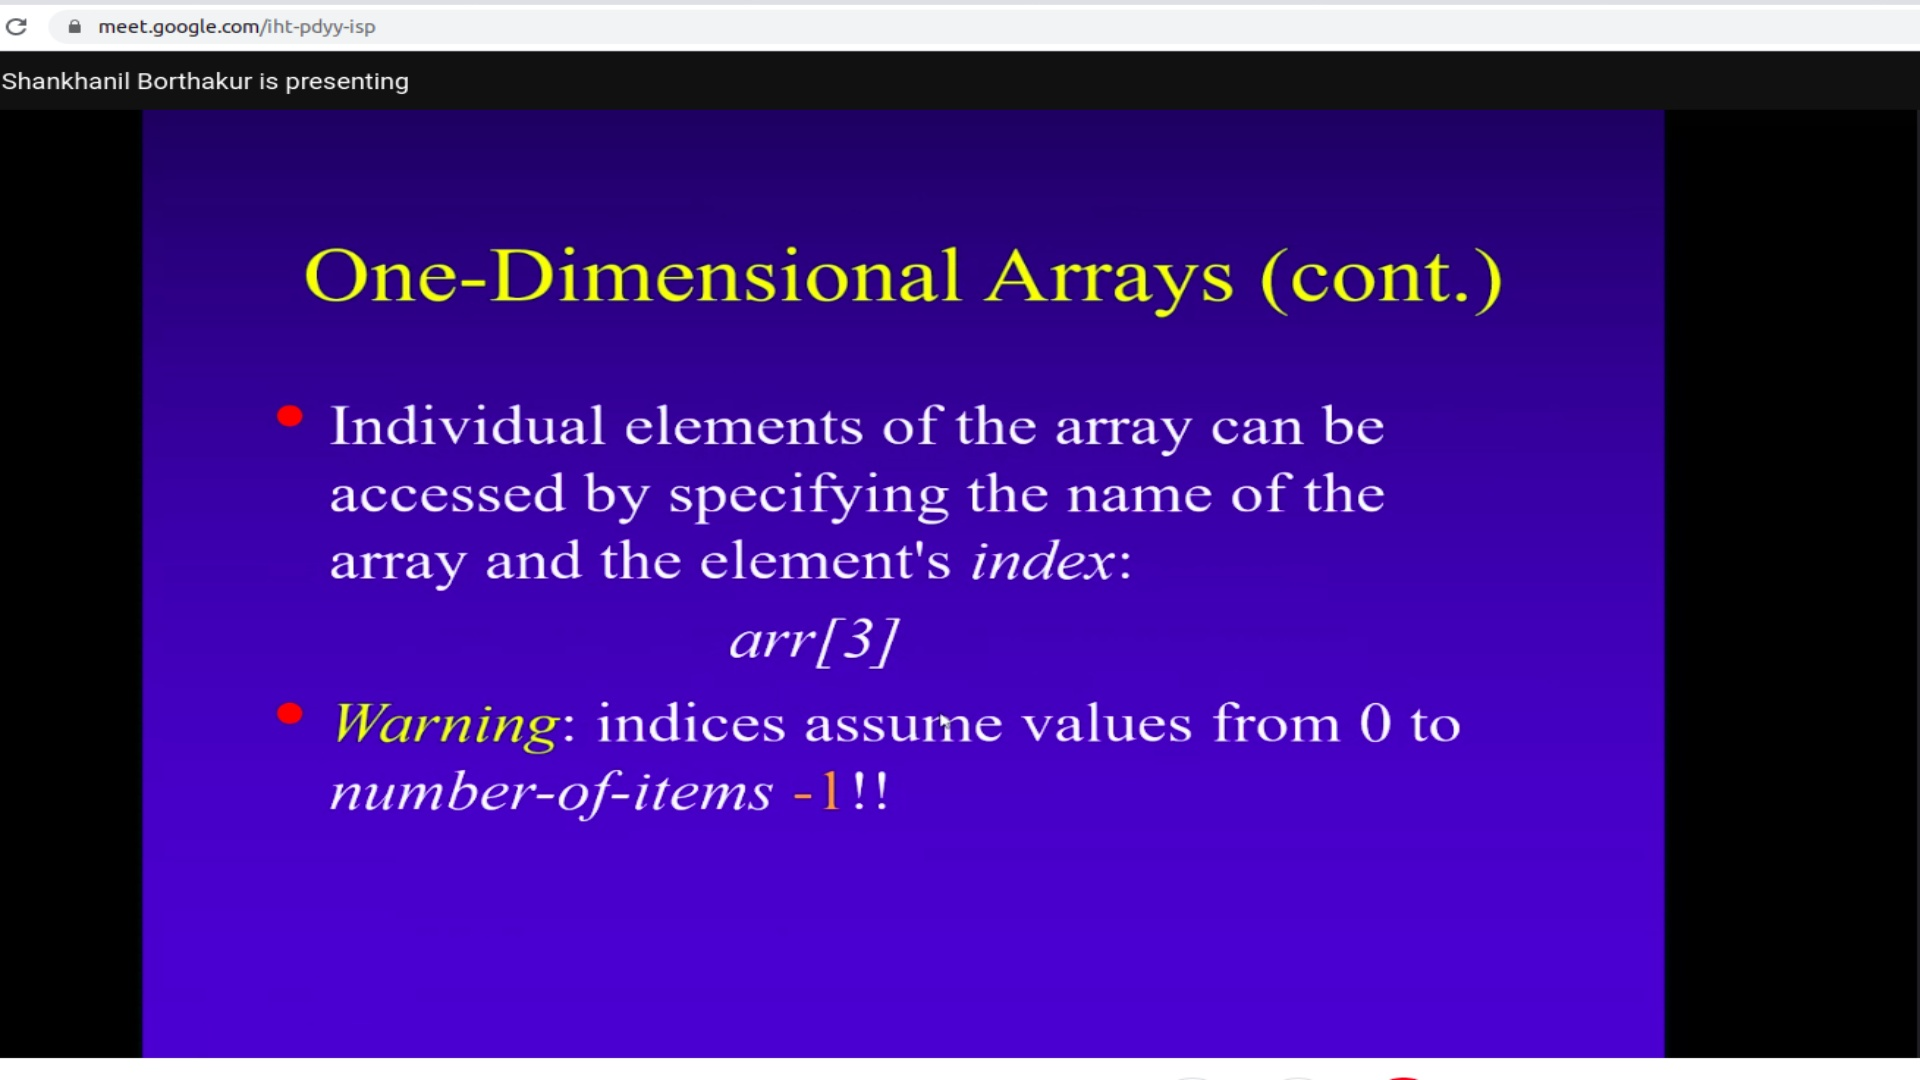 meet.google.com/iht-pdyy-isp
Shankhanil Borthakur is presenting
One-Dimensional Arrays (cont.)
Individual elements of the array can be
accessed by specifying the name of the
array and the element's index:
arr[3]
Warning: indices assume values from 0 to
number-of-items -1!!